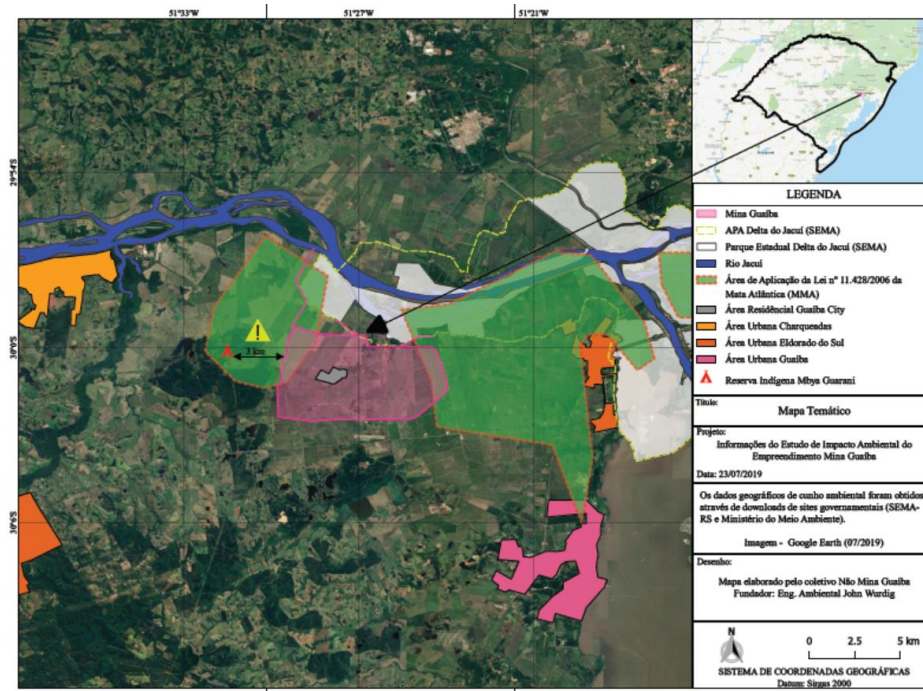 51°33'W
51°27'W
51°21'W
29°54'S
30°0'S
30°6'S
!
3 km
LEGENDA
Mina Guaíba
APA Delta do Jacuí (SEMA)
Parque Estadual Delta do Jacuí (SEMA)
Rio Jacuí
Área de Aplicação da Lei nº 11.428/2006 da
Mata Atlântica (MMA)
Área Residencial Guaíba City
Área Urbana Charqueadas
Área Urbana Eldorado do Sul
Área Urbana Guaíba
Reserva Indígena Mbya Guarani
Título:
Mapa Temático
Projeto:
Informações do Estudo de Impacto Ambiental do
Empreendimento Mina Guaíba
Data: 23/07/2019
Os dados geográficos de cunho ambiental foram obtidos
através de downloads de sites governamentais (SEMA-
RS e Ministério do Meio Ambiente).
Imagem - Google Earth (07/2019)
Desenho:
Mapa elaborado pelo coletivo Não Mina Guaíba
Fundador: Eng. Ambiental John Wurdig
N
0 2.5 5 km
SISTEMA DE COORDENADAS GEOGRÁFICAS
Datum: Sirgas 2000